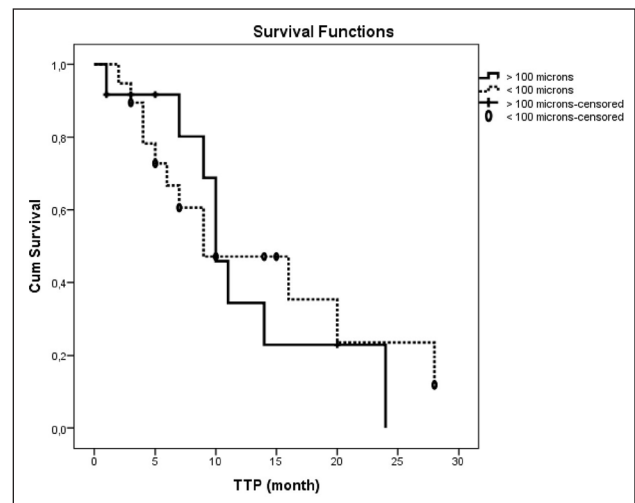 Survival Functions
> 100 microns
< 100 microns
> 100 microns-censored
< 100 microns-censored
Cum Survival
1,0
0,8
0,6
0,4
0,2
0,0
0 5 10 15 20 25 30
TTP (month)